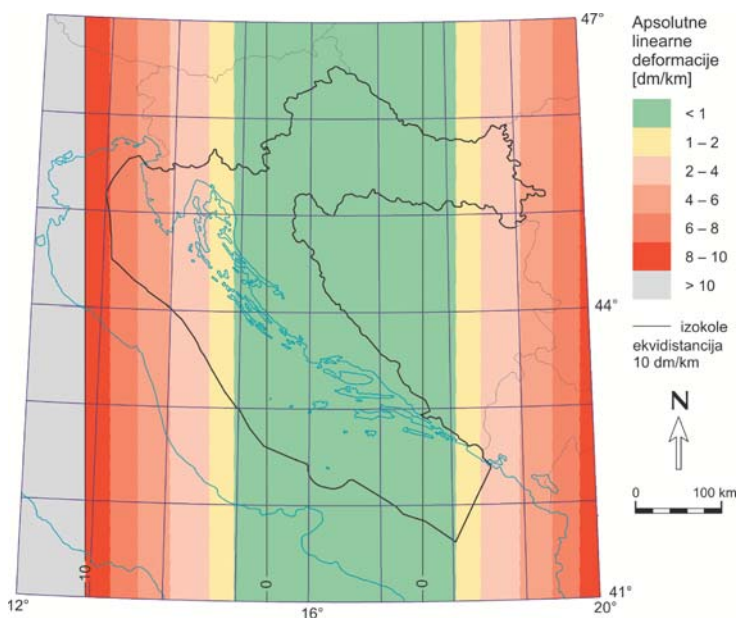 47°
Apsolutne
linearne
deformacije
[dm/km]
< 1
1 – 2
2 – 4
4 – 6
6 – 8
8 – 10
> 10
44°
izokole
ekvidistancija
10 dm/km
N
0 100 km
10
0
0
12°
16°
20°
41°